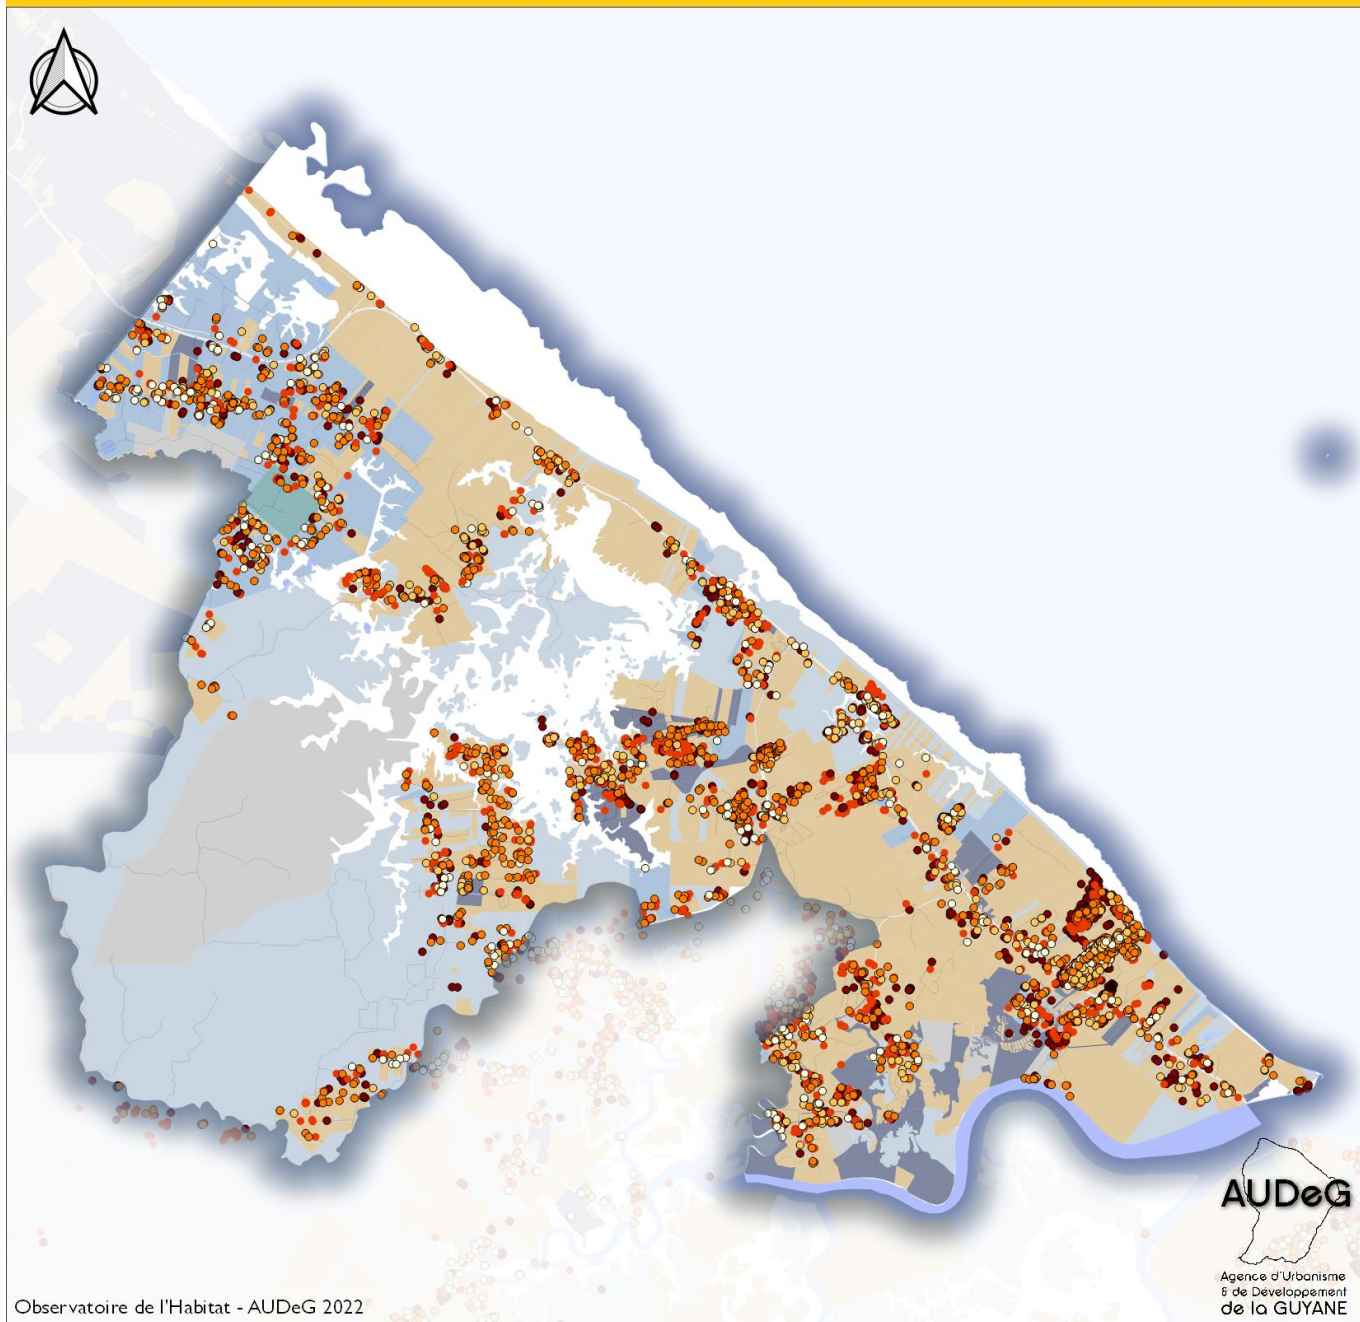 AUDeG
Agence d'Urbanisme
& de Développement
de la GUYANE
Observatoire de l'Habitat - AUDeG 2022